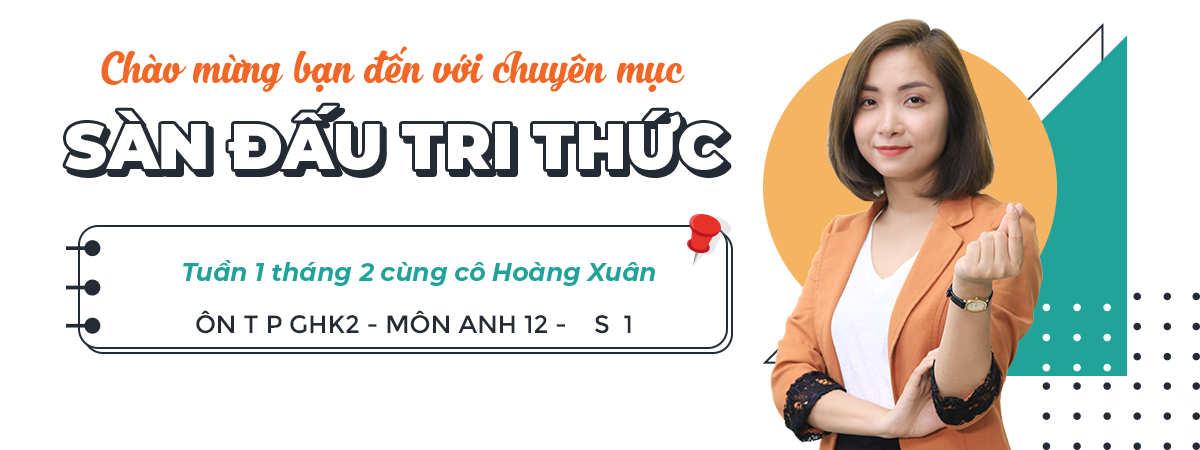 Chào mừng bạn đến với chuyên mục
SÀN ĐẤU TRI THỨC
Tuần 1 tháng 2 cùng cô Hoàng Xuân
ÔN T P GHK2 - MÔN ANH 12 - S 1